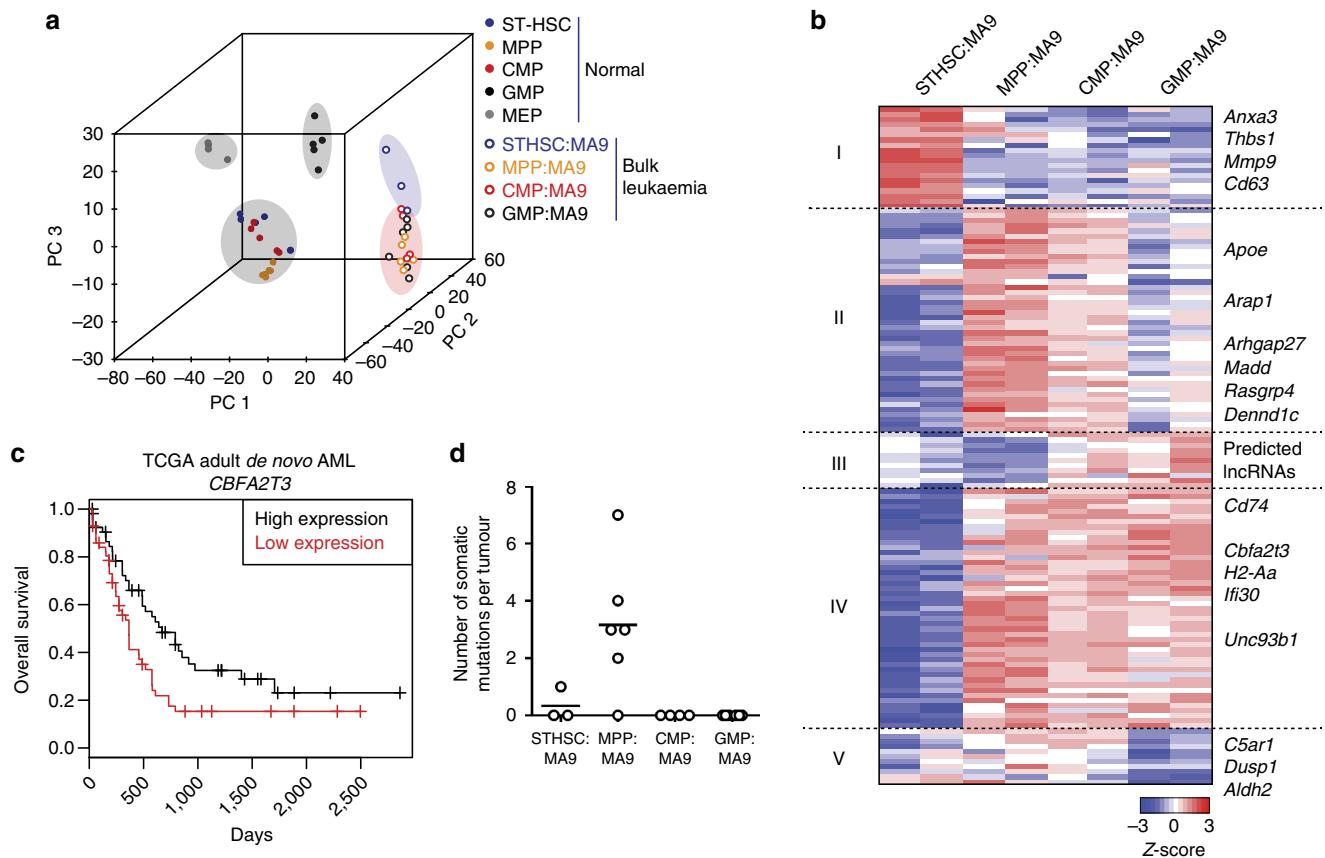 a
ST-HSC
MPP
CMP
GMP
MEP
Normal
STHSC:MA9
MPP:MA9
CMP:MA9
GMP:MA9
Bulk
leukaemia
30
20
10
0
−10
−20
−30
PC 3
−80 −60 −40 −20 0 20 40
PC 1
−60
−40
−20
0
20
40
60
PC 2
b
STHSC:MA9
MPP:MA9
CMP:MA9
GMP:MA9
I
II
III
IV
V
Anxa3
Thbs1
Mmp9
Cd63
Apoe
Arap1
Arhgap27
Madd
Rasgrp4
Dennd1c
Predicted
lncRNAs
Cd74
Cbfa2t3
H2-Aa
Ifi30
Unc93b1
C5ar1
Dusp1
Aldh2
−3 0 3
Z-score
c
TCGA adult de novo AML
CBFA2T3
High expression
Low expression
1.0
0.8
0.6
0.4
0.2
0.0
Overall survival
0 500 1,000 1,500 2,000 2,500
Days
d
8
6
4
2
0
Number of somatic
mutations per tumour
STHSC: MPP: CMP: GMP:
MA9 MA9 MA9 MA9